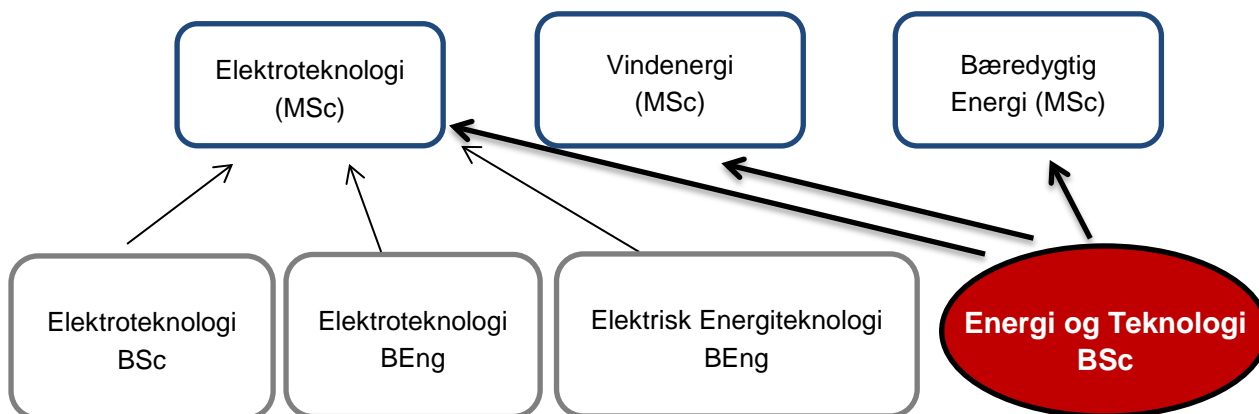 Elektroteknologi
(MSc)
Vindenergi
(MSc)
Bæredygtig
Energi (MSc)
Elektroteknologi
BSc
Elektroteknologi
BEng
Elektrisk Energiteknologi
BEng
Energi og Teknologi
BSc